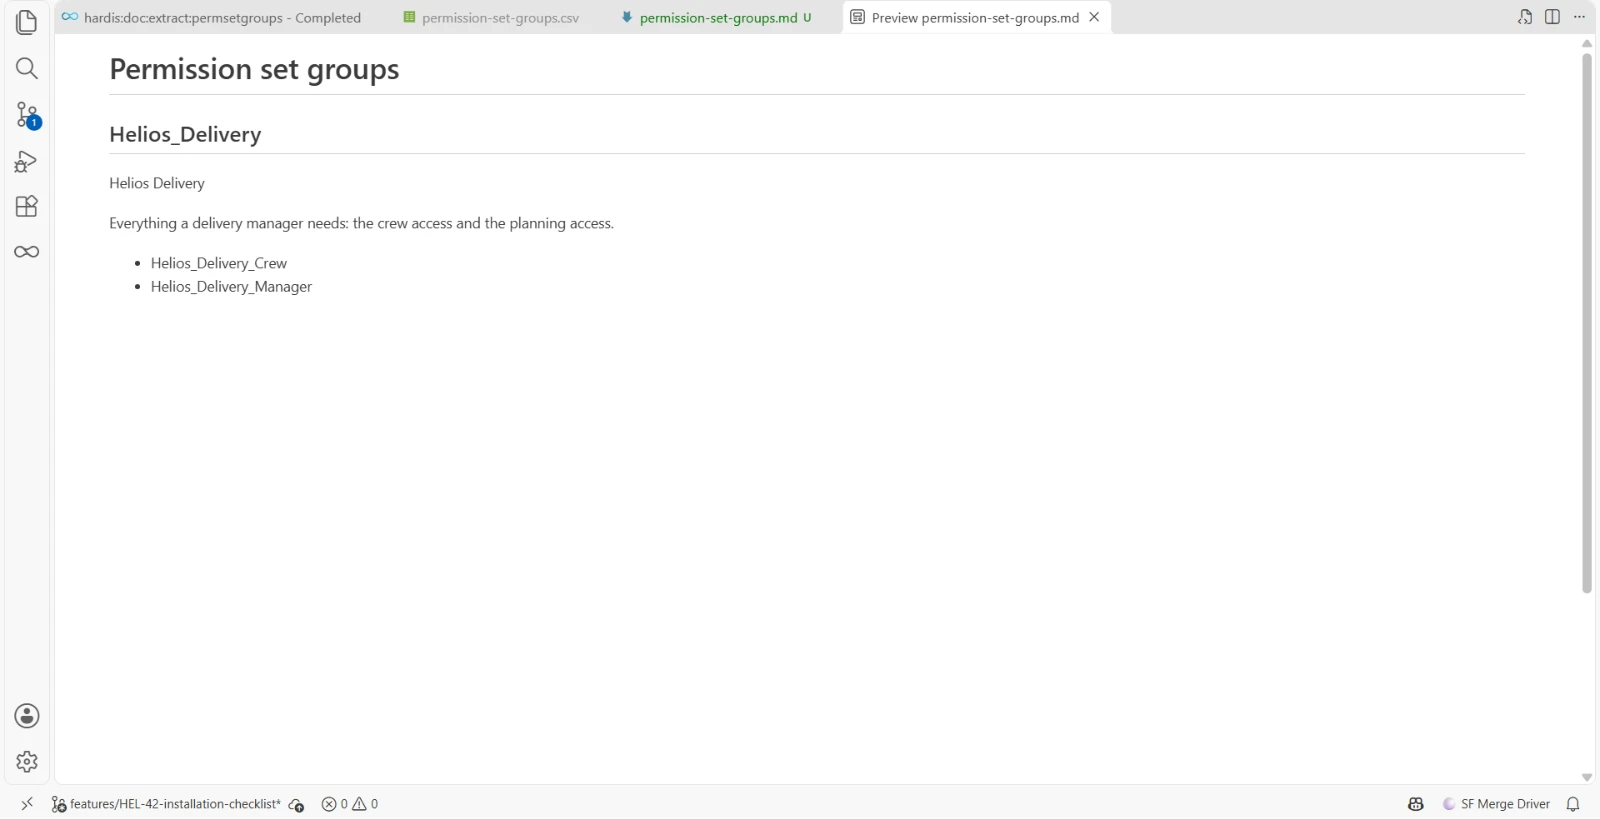 hardis:doc:extract:permsetgroups - Completed
permission-set-groups.csv
permission-set-groups.md U
Preview permission-set-groups.md
Permission set groups
Helios_Delivery
Helios Delivery
Everything a delivery manager needs: the crew access and the planning access.
Helios_Delivery_Crew
Helios_Delivery_Manager
1
features/HEL-42-installation-checklist*
0
0
SF Merge Driver